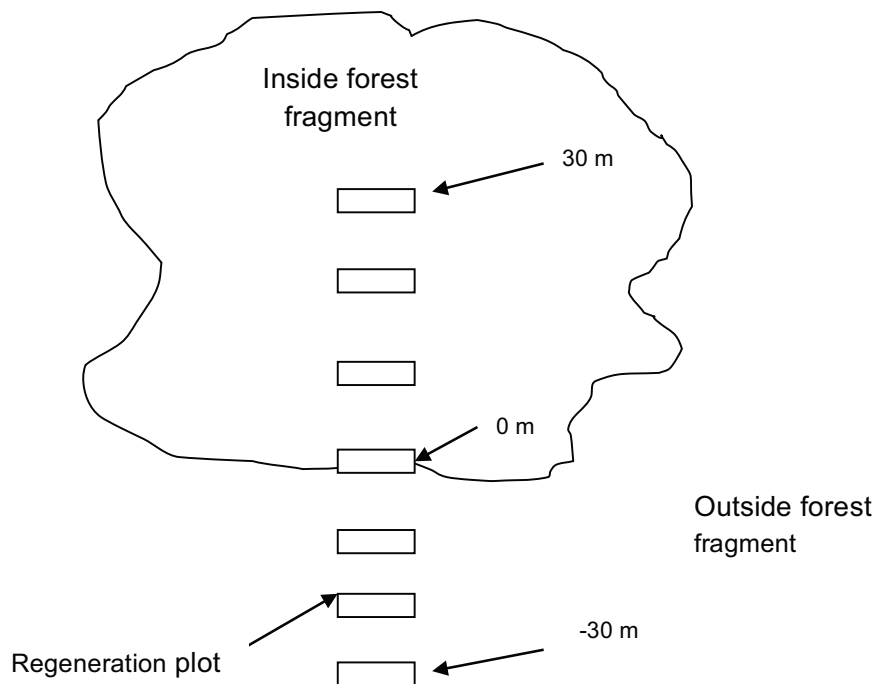 Inside forest
fragment
30 m
0 m
Outside forest
fragment
-30 m
Regeneration plot